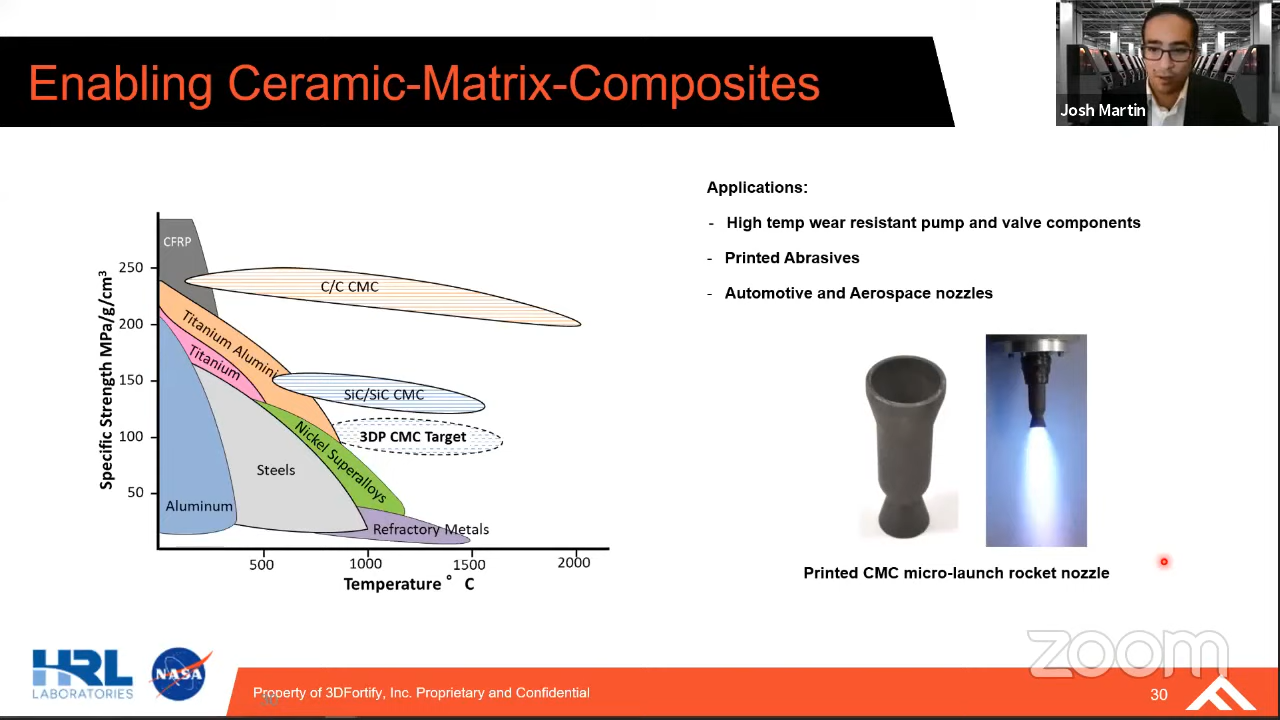 Enabling Ceramic-Matrix-Composites
Josh Martin
Applications:
- High temp wear resistant pump and valve components
- Printed Abrasives
- Automotive and Aerospace nozzles
Specific Strength MPa/g/cm³
250
200
150
100
50
CFRP
C/C CMC
Titanium Alumini
Titanium
SiC/SiC CMC
3DP CMC Target
Nickel Superalloys
Steels
Aluminum
Refractory Metals
500
1000
1500
2000
Temperature ° C
Printed CMC micro-launch rocket nozzle
zoom
HRL
LABORATORIES
NASA
Property of 3DFortify, Inc. Proprietary and Confidential
30
30